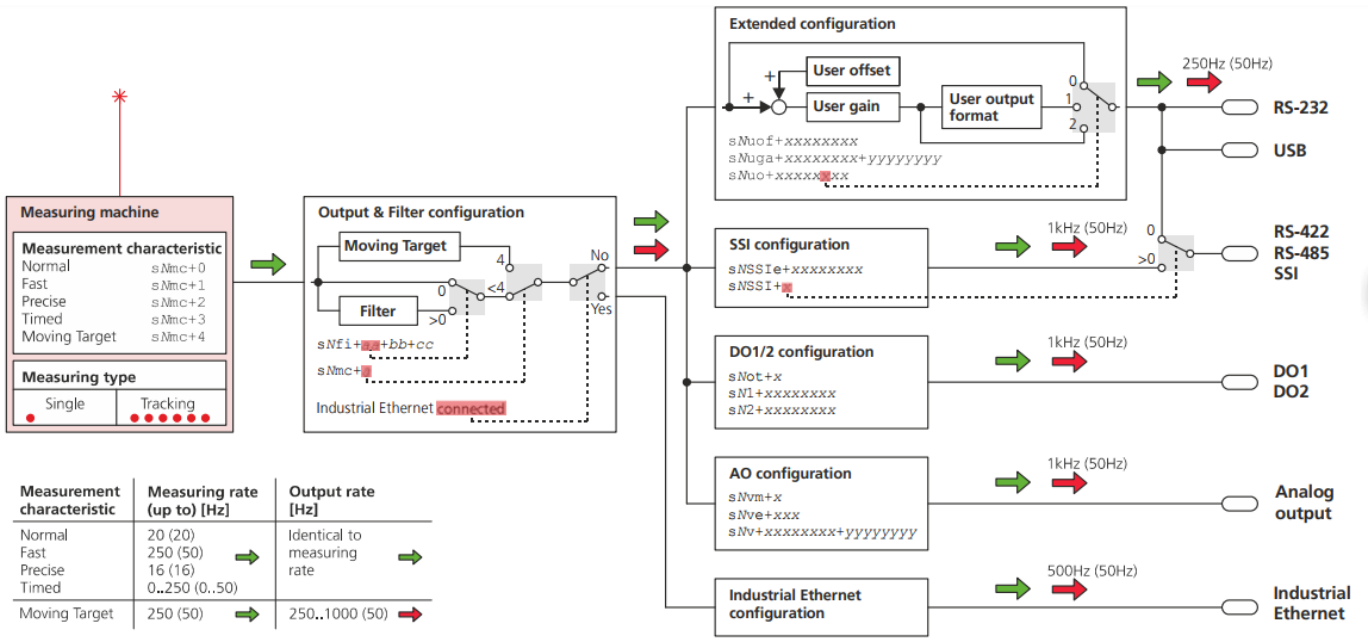 Extended configuration
User offset
+
+
User gain
User output
format
0
1
2
sNuof+xxxxxxxx
sNuga+xxxxxxxx+yyyyyyyy
sNuo+xxxxxxxx
250Hz (50Hz)
RS-232
USB
Measuring machine
Measurement characteristic
Normal sNmc+0
Fast sNmc+1
Precise sNmc+2
Timed sNmc+3
Moving Target sNmc+4
Measuring type
Single Tracking
Output & Filter configuration
Moving Target
Filter
4
0
<4
>0
No
Yes
sNfi+aa+bb+cc
sNmc+a
Industrial Ethernet connected
SSI configuration
sNSSIe+xxxxxxxx
sNSSI+x
1kHz (50Hz)
0
>0
RS-422
RS-485
SSI
DO1/2 configuration
sNot+x
sN1+xxxxxxxx
sN2+xxxxxxxx
1kHz (50Hz)
DO1
DO2
AO configuration
sNvm+x
sNve+xxx
sNv+xxxxxxxx+yyyyyyyy
1kHz (50Hz)
Analog
output
Industrial Ethernet
configuration
500Hz (50Hz)
Industrial
Ethernet
Measurement characteristic Measuring rate (up to) [Hz] Output rate [Hz]
Normal 20 (20) Identical to
Fast 250 (50) measuring
Precise 16 (16) rate
Timed 0..250 (0..50)
Moving Target 250 (50) 250..1000 (50)